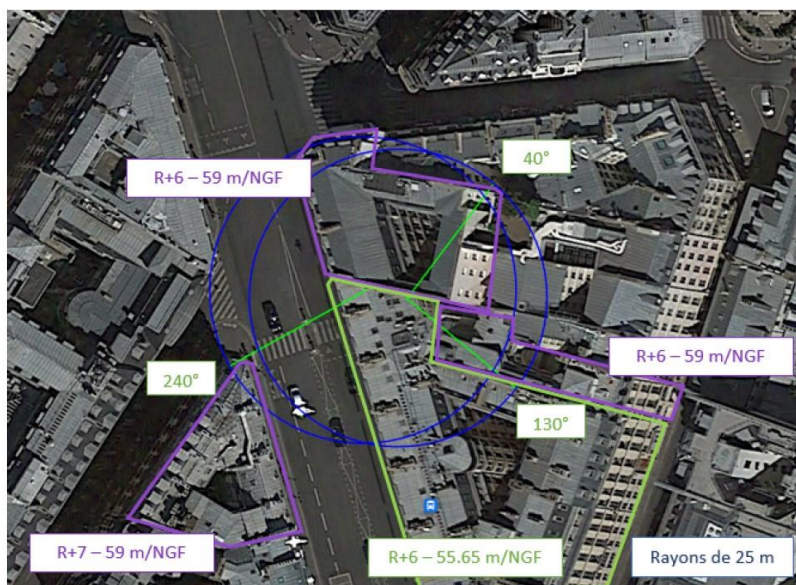 40°
R+6 – 59 m/NGF
R+6 – 59 m/NGF
240°
130°
R+7 – 59 m/NGF
R+6 – 55.65 m/NGF
Rayons de 25 m